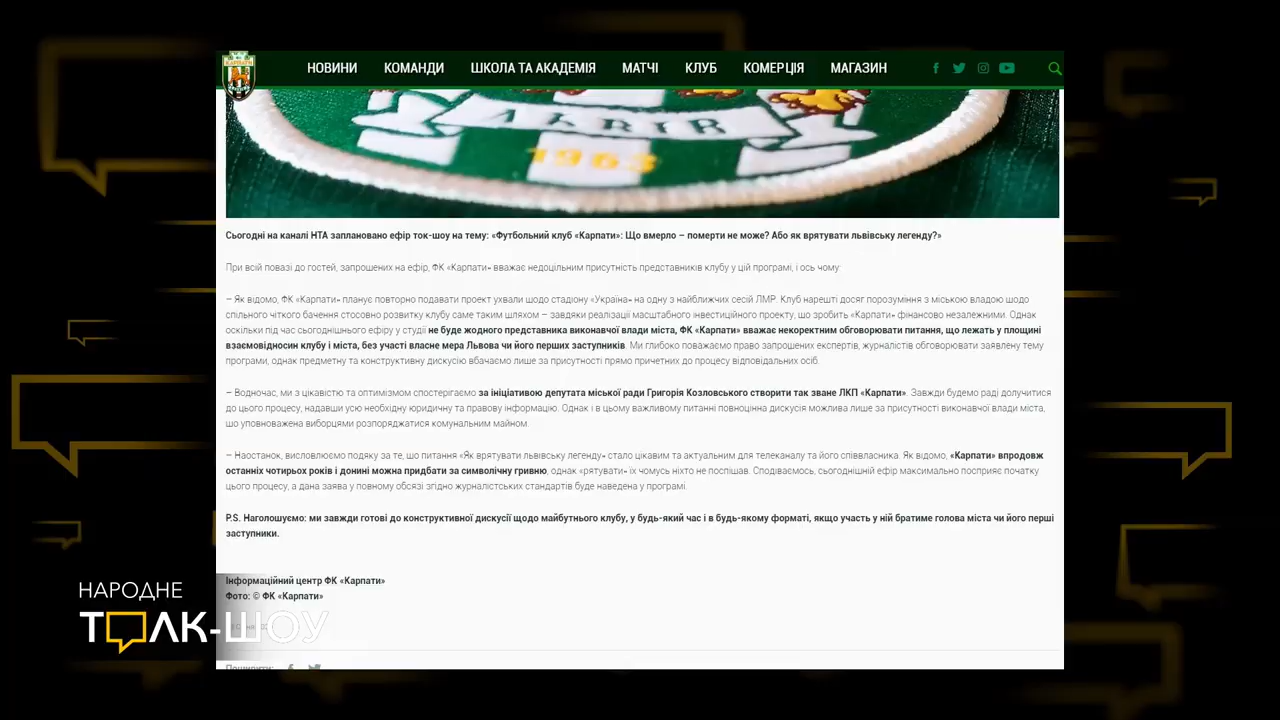 КАРПАТИ
НОВИНИ КОМАНДИ ШКОЛА ТА АКАДЕМІЯ МАТЧІ КЛУБ КОМЕРЦІЯ МАГАЗИН
ЛЬВІВ
1963
Сьогодні на каналі НТА заплановано ефір ток-шоу на тему: «Футбольний клуб «Карпати»: Що вмерло – померти не може? Або як врятувати львівську легенду?»
При всій повазі до гостей, запрошених на ефір, ФК «Карпати» вважає недоцільним присутність представників клубу у цій програмі, і ось чому:
– Як відомо, ФК «Карпати» планує повторно подавати проект ухвали щодо стадіону «Україна» на одну з найближчих сесій ЛМР. Клуб нарешті досяг порозуміння з міською владою щодо
спільного чіткого бачення стосовно розвитку клубу саме таким шляхом – завдяки реалізації масштабного інвестиційного проекту, що зробить «Карпати» фінансово незалежними. Однак
оскільки під час сьогоднішнього ефіру у студії не буде жодного представника виконавчої влади міста, ФК «Карпати» вважає некоректним обговорювати питання, що лежать у площині
взаємовідносин клубу і міста, без участі власне мера Львова чи його перших заступників. Ми глибоко поважаємо право запрошених експертів, журналістів обговорювати заявлену тему
програми, однак предметну та конструктивну дискусію вбачаємо лише за присутності прямо причетних до процесу відповідальних осіб.
– Водночас, ми з цікавістю та оптимізмом спостерігаємо за ініціативою депутата міської ради Григорія Козловського створити так зване ЛКП «Карпати». Завжди будемо раді долучитися
до цього процесу, надавши усю необхідну юридичну та правову інформацію. Однак і в цьому важливому питанні повноцінна дискусія можлива лише за присутності виконавчої влади міста,
що уповноважена виборцями розпоряджатися комунальним майном.
– Наостанок, висловлюємо подяку за те, що питання «Як врятувати львівську легенду» стало цікавим та актуальним для телеканалу та його співвласника. Як відомо, «Карпати» впродовж
останніх чотирьох років і донині можна придбати за символічну гривню, однак «рятувати» їх чомусь ніхто не поспішав. Сподіваємось, сьогоднішній ефір максимально посприяє початку
цього процесу, а дана заява у повному обсязі згідно журналістських стандартів буде наведена у програмі.
P.S. Наголошуємо: ми завжди готові до конструктивної дискусії щодо майбутнього клубу, у будь-який час і в будь-якому форматі, якщо участь у ній братиме голова міста чи його перші
заступники.
Інформаційний центр ФК «Карпати»
Фото: © ФК «Карпати»
НАРОДНЕ
ТОЛК-ШОУ
Поширити: